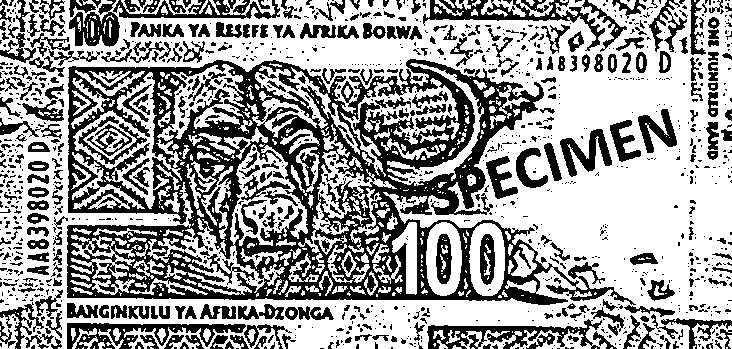 100 PANKA YA RESEFE YA AFRIKA BORWA
AA8398020 D
ONE HUNDRED RAND
AA8398020 D
SPECIMEN
100
BANGINKULU YA AFRIKA-DZONGA